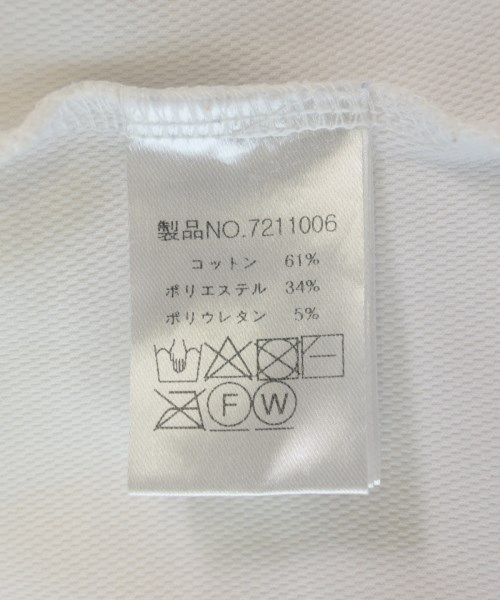 製品NO.7211006
コットン 61%
ポリエステル 34%
ポリウレタン 5%
F W